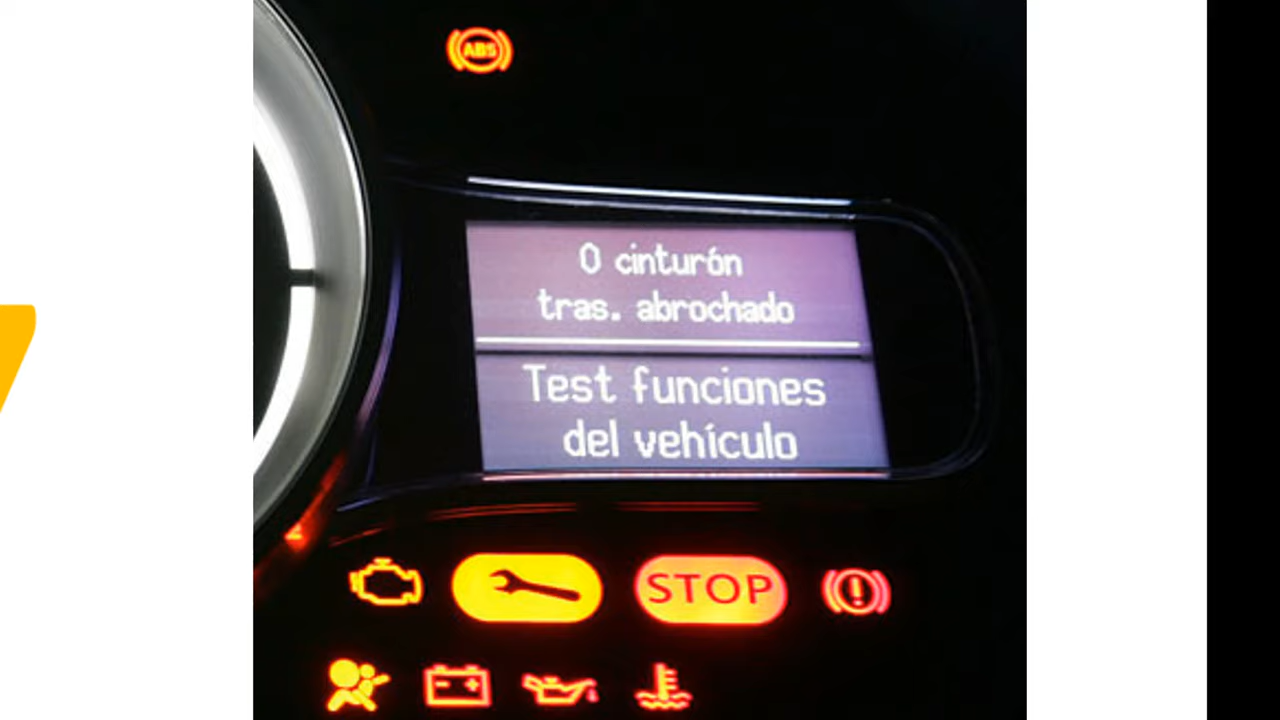 ABS
0 cinturón
tras. abrochado
Test funciones
del vehículo
STOP